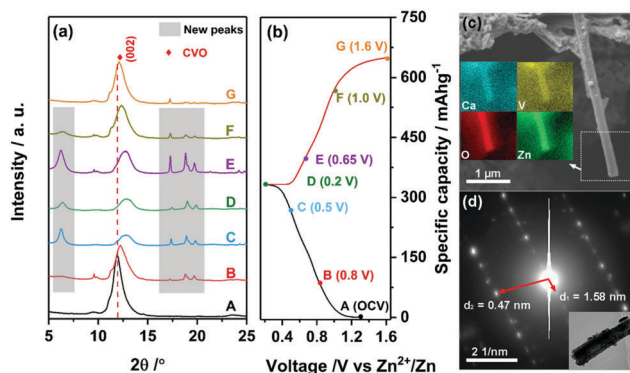 (a)
New peaks
(002)
CVO
G
F
E
D
C
B
A
Intensity / a. u.
5 10 15 20 25
2θ /°
(b)
G (1.6 V)
F (1.0 V)
E (0.65 V)
D (0.2 V)
C (0.5 V)
B (0.8 V)
A (OCV)
0.4 0.8 1.2 1.6
Voltage /V vs Zn²⁺/Zn
750
600
450
300
150
0
Specific capacity / mAhg⁻¹
(c)
Ca V
O Zn
1 µm
(d)
d₂ = 0.47 nm
d₁ = 1.58 nm
2 1/nm